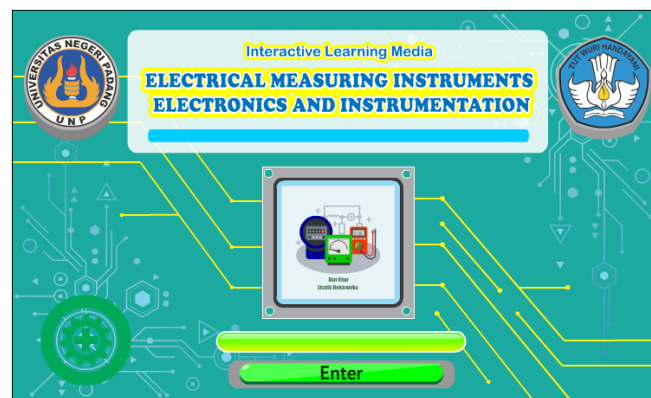 Interactive Learning Media
ELECTRICAL MEASURING INSTRUMENTS
ELECTRONICS AND INSTRUMENTATION
UNIVERSITAS NEGERI PADANG
UNP
TUT WURI HANDAYANI
Alat Ukur
Listrik Elektronika
Enter